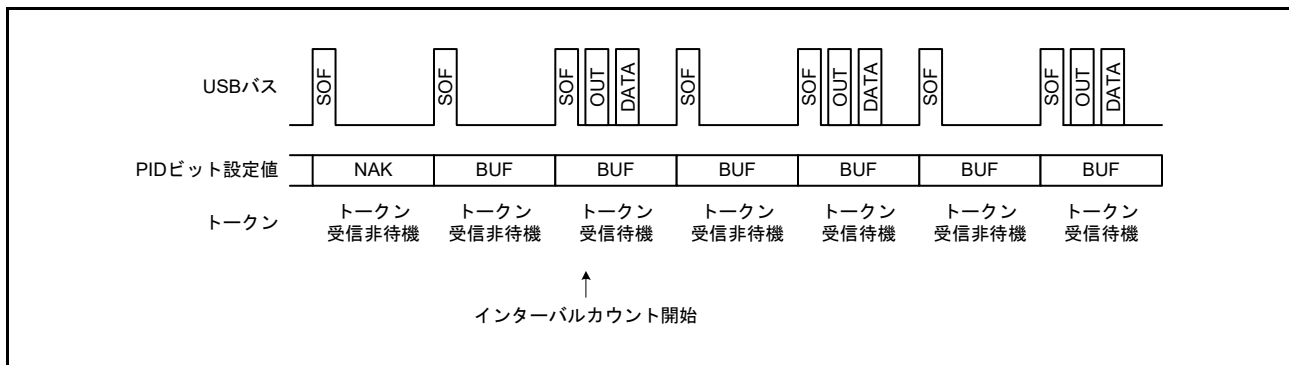 USBバス
SOF SOF SOF OUT DATA SOF SOF OUT DATA SOF SOF OUT DATA
PIDビット設定値 NAK BUF BUF BUF BUF BUF BUF
トークン トークン トークン トークン トークン トークン トークン トークン
受信非待機 受信非待機 受信待機 受信非待機 受信待機 受信非待機 受信待機
インターバルカウント開始